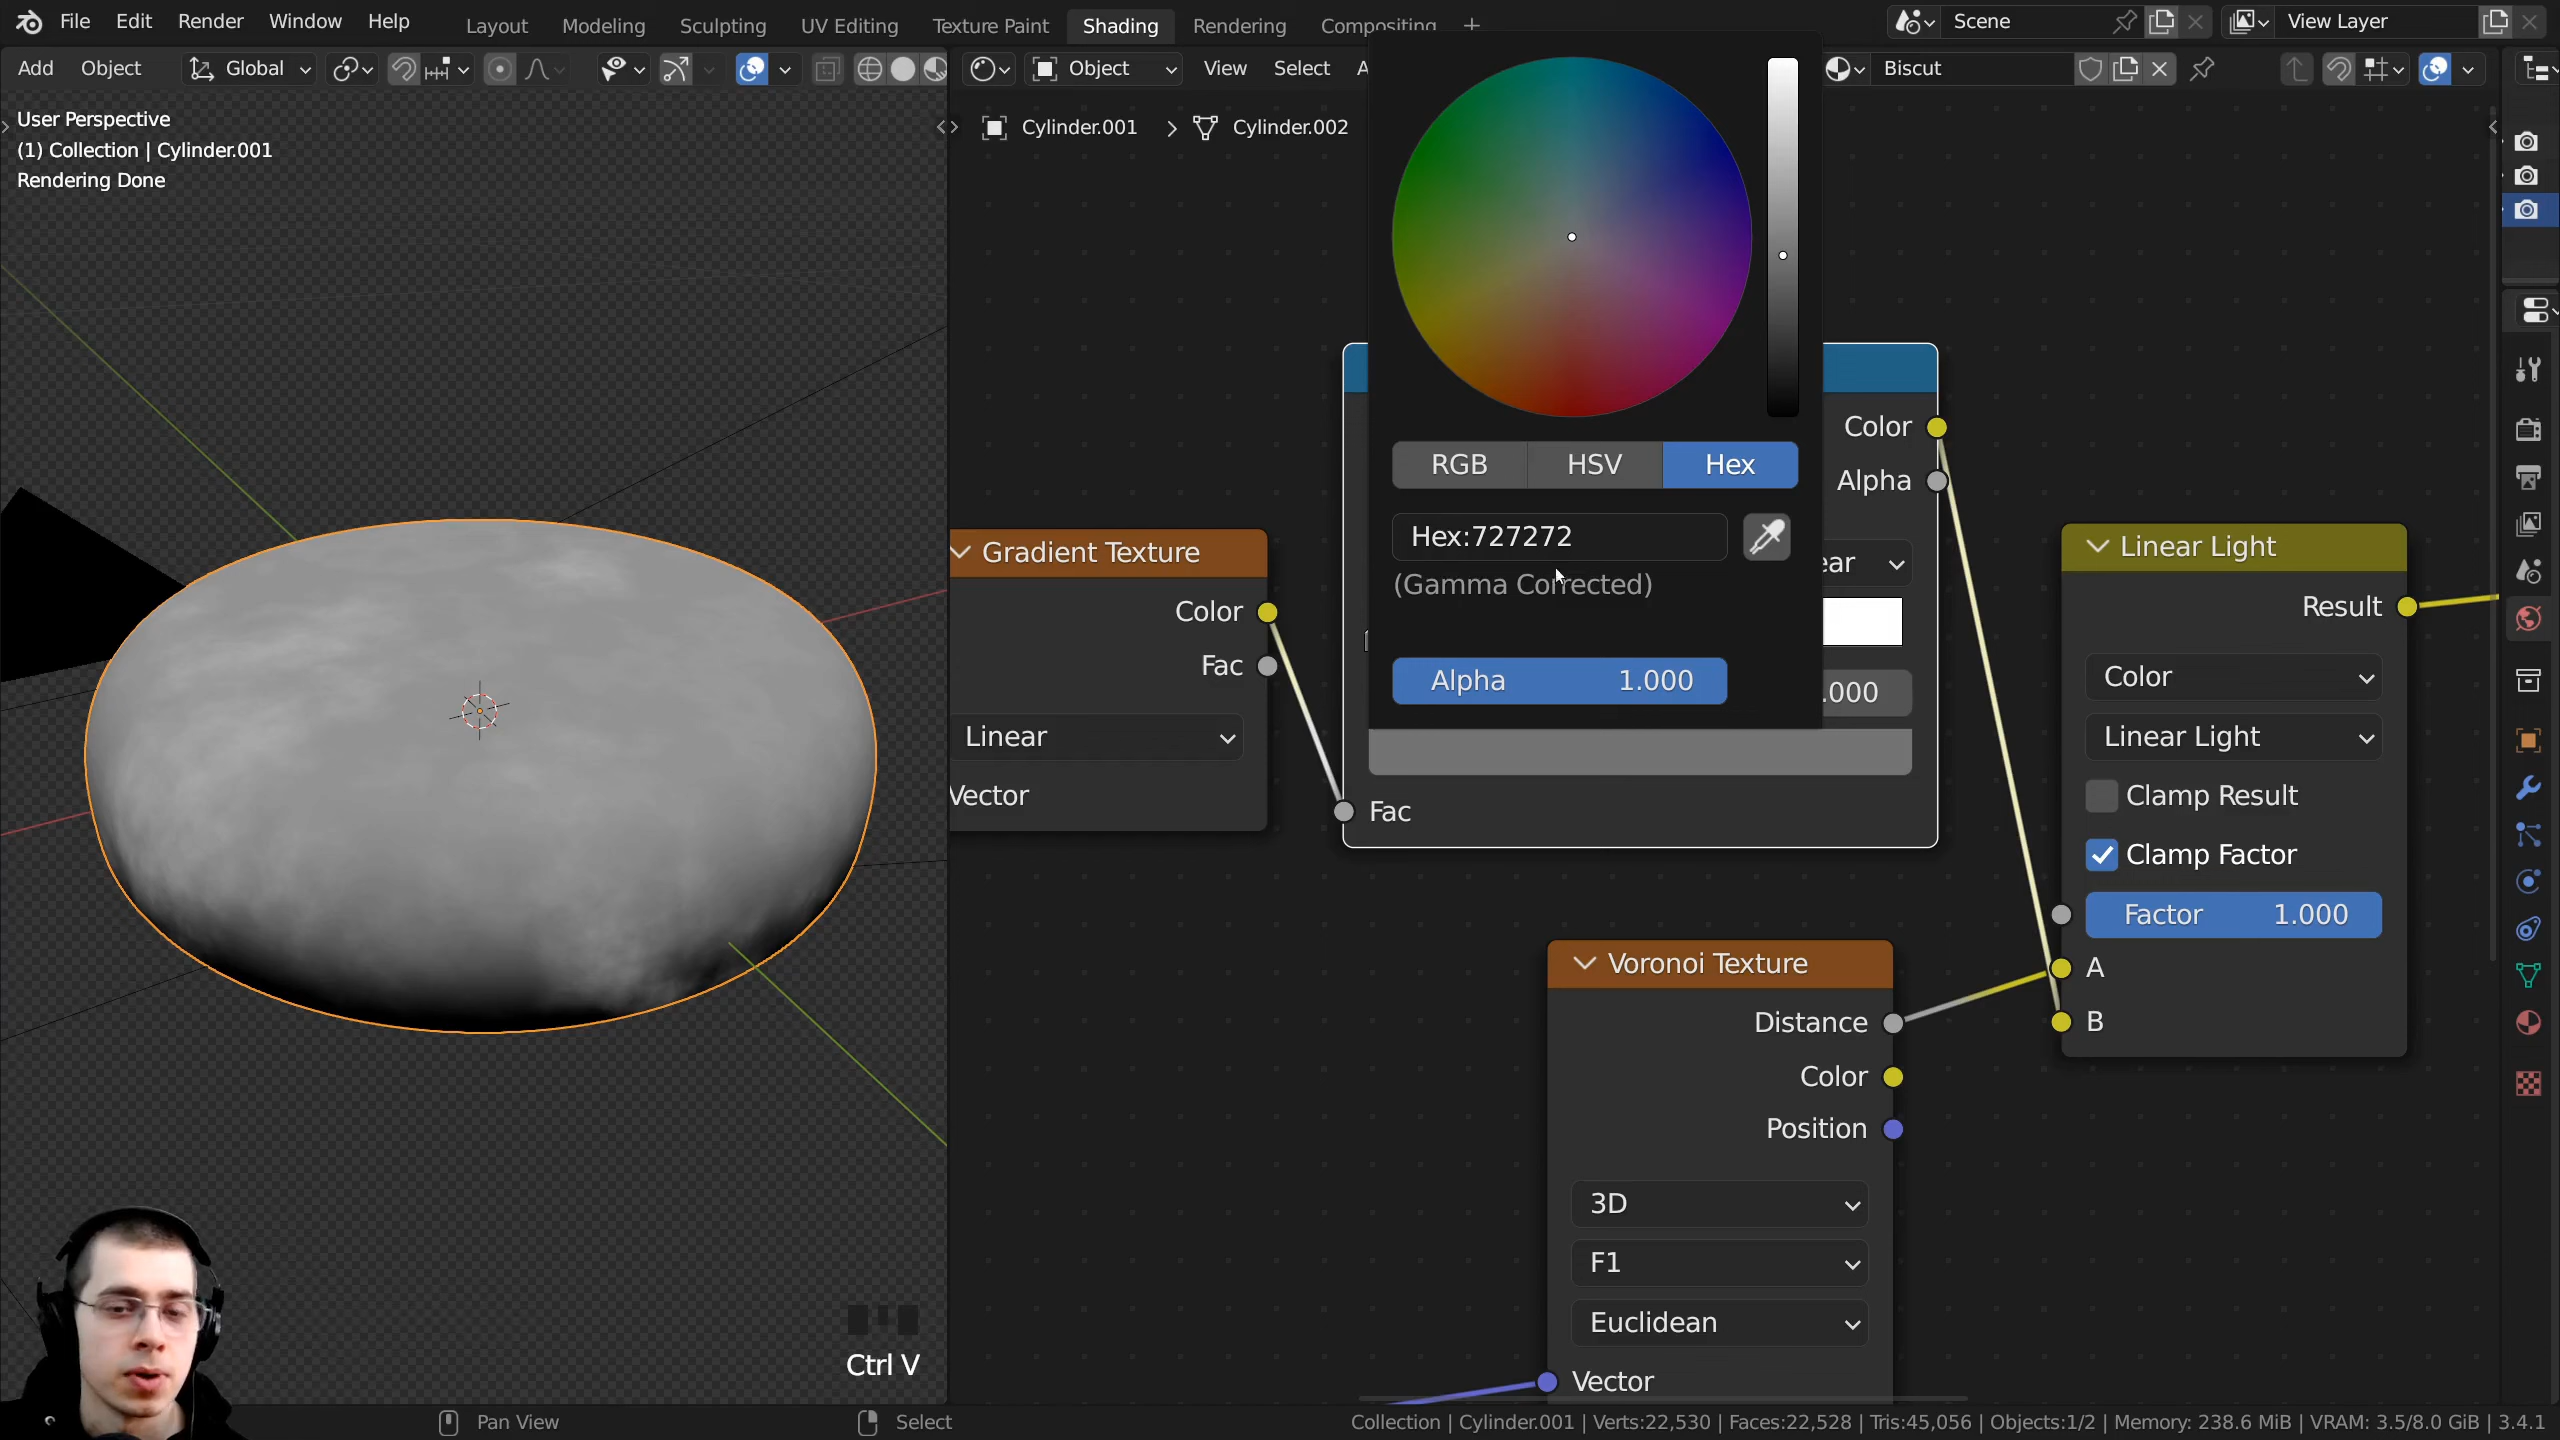 File Edit Render Window Help Layout Modeling Sculpting UV Editing Texture Paint Shading Rendering Compositing + Scene View Layer
Add Object Global Object View Select A Biscut
User Perspective
(1) Collection | Cylinder.001
Rendering Done
Cylinder.001 > Cylinder.002
RGB HSV Hex
Hex:727272
(Gamma Corrected)
Alpha 1.000
Color
Alpha
ear
.000
Fac
Gradient Texture
Color
Fac
Linear
Vector
Linear Light
Result
Color
Linear Light
Clamp Result
Clamp Factor
Factor 1.000
A
B
Voronoi Texture
Distance
Color
Position
3D
F1
Euclidean
Vector
Ctrl V
Pan View Select Collection | Cylinder.001 | Verts:22,530 | Faces:22,528 | Tris:45,056 | Objects:1/2 | Memory: 238.6 MiB | VRAM: 3.5/8.0 GiB | 3.4.1